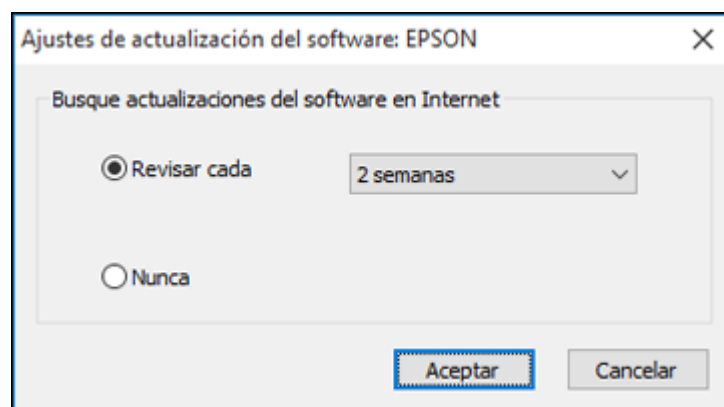 Ajustes de actualización del software: EPSON
Busque actualizaciones del software en Internet
Revisar cada 2 semanas
Nunca
Aceptar Cancelar